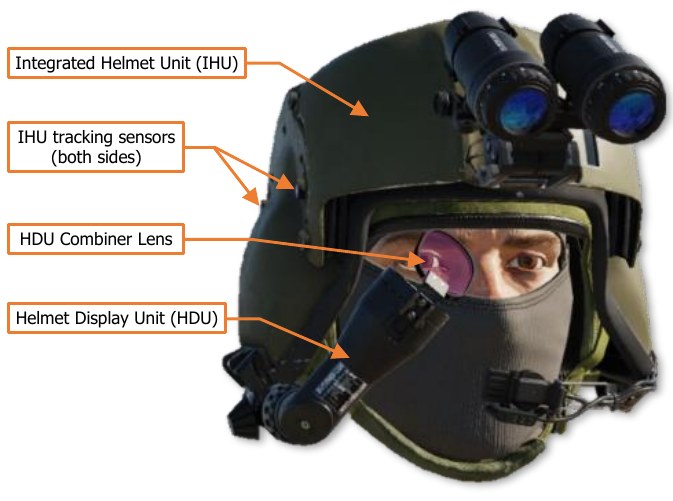 Integrated Helmet Unit (IHU)
IHU tracking sensors
(both sides)
HDU Combiner Lens
Helmet Display Unit (HDU)